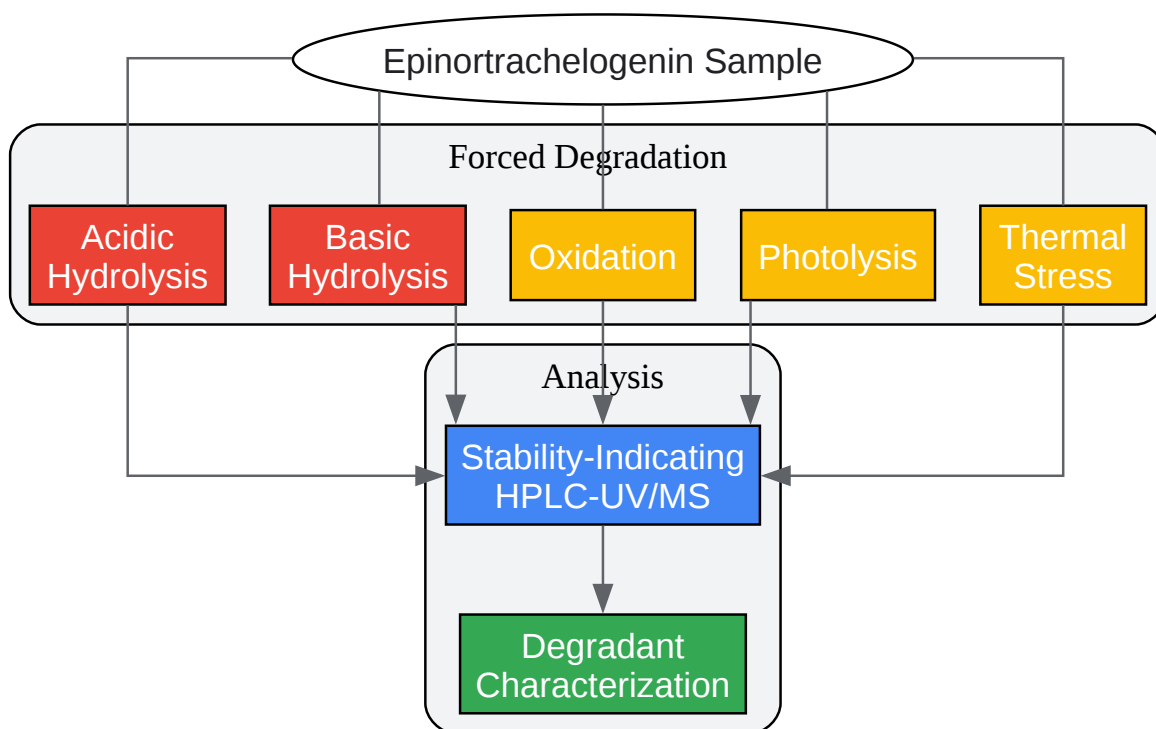 Epinortrachelogenin Sample
Forced Degradation
Acidic
Hydrolysis
Basic
Hydrolysis
Oxidation
Photolysis
Thermal
Stress
Analysis
Stability-Indicating
HPLC-UV/MS
Degradant
Characterization